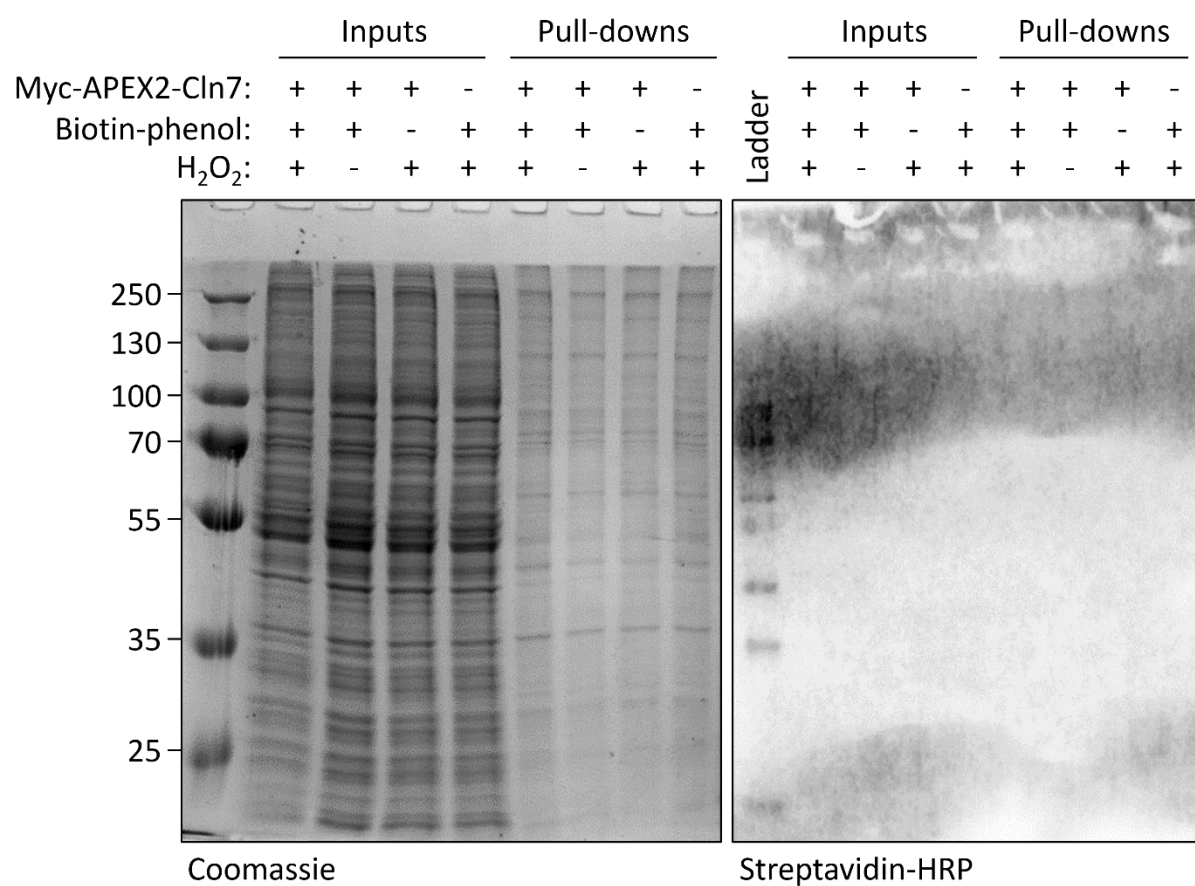 Inputs Pull-downs Inputs Pull-downs
Myc-APEX2-Cln7: + + + - + + + - + + + - + + + -
Biotin-phenol: + + - + + + - + + + - + + + - +
H₂O₂: + - + + + - + + + - + + + - + +
Ladder
250
130
100
70
55
35
25
Coomassie Streptavidin-HRP